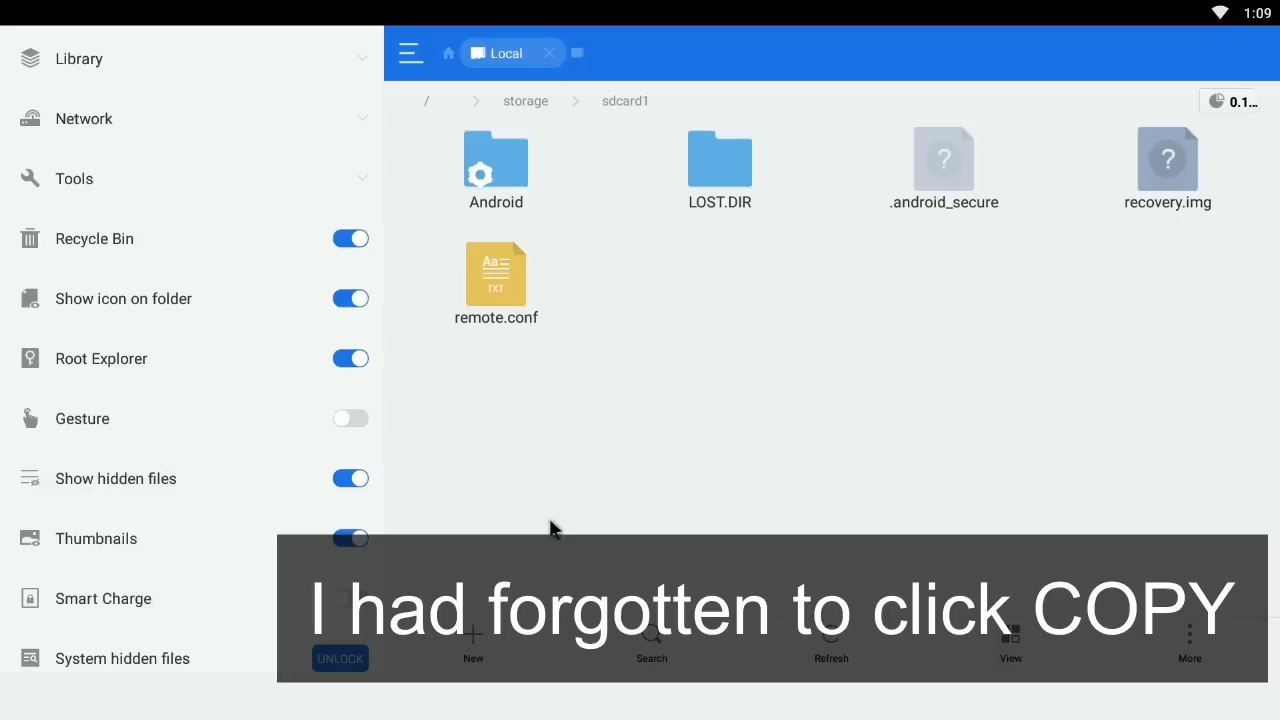 1:09
Library
Network
Tools
Recycle Bin
Show icon on folder
Root Explorer
Gesture
Show hidden files
Thumbnails
Smart Charge
System hidden files
UNLOCK
Local
/ storage sdcard1
0.1...
Android
LOST.DIR
.android_secure
recovery.img
Aa
TXT
remote.conf
I had forgotten to click COPY
New
Search
Refresh
View
More